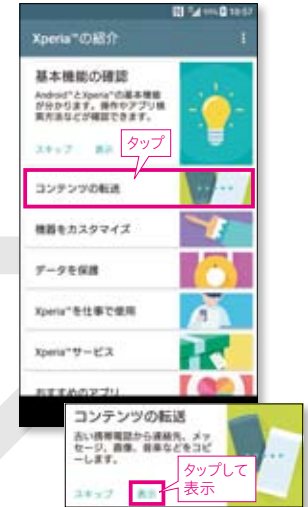 10:57
Xperia™の紹介
基本機能の確認
Android™とXperia™の基本機能
が分かります。操作やアプリ検
索方法などが確認できます。
スキップ 表示
タップ
コンテンツの転送
機器をカスタマイズ
データを保護
Xperia™を仕事で使用
Xperia™サービス
おすすめのアプリ
コンテンツの転送
古い携帯電話から連絡先、メッ
セージ、画像、音楽などをコピ
ーします。
スキップ 表示
タップして
表示